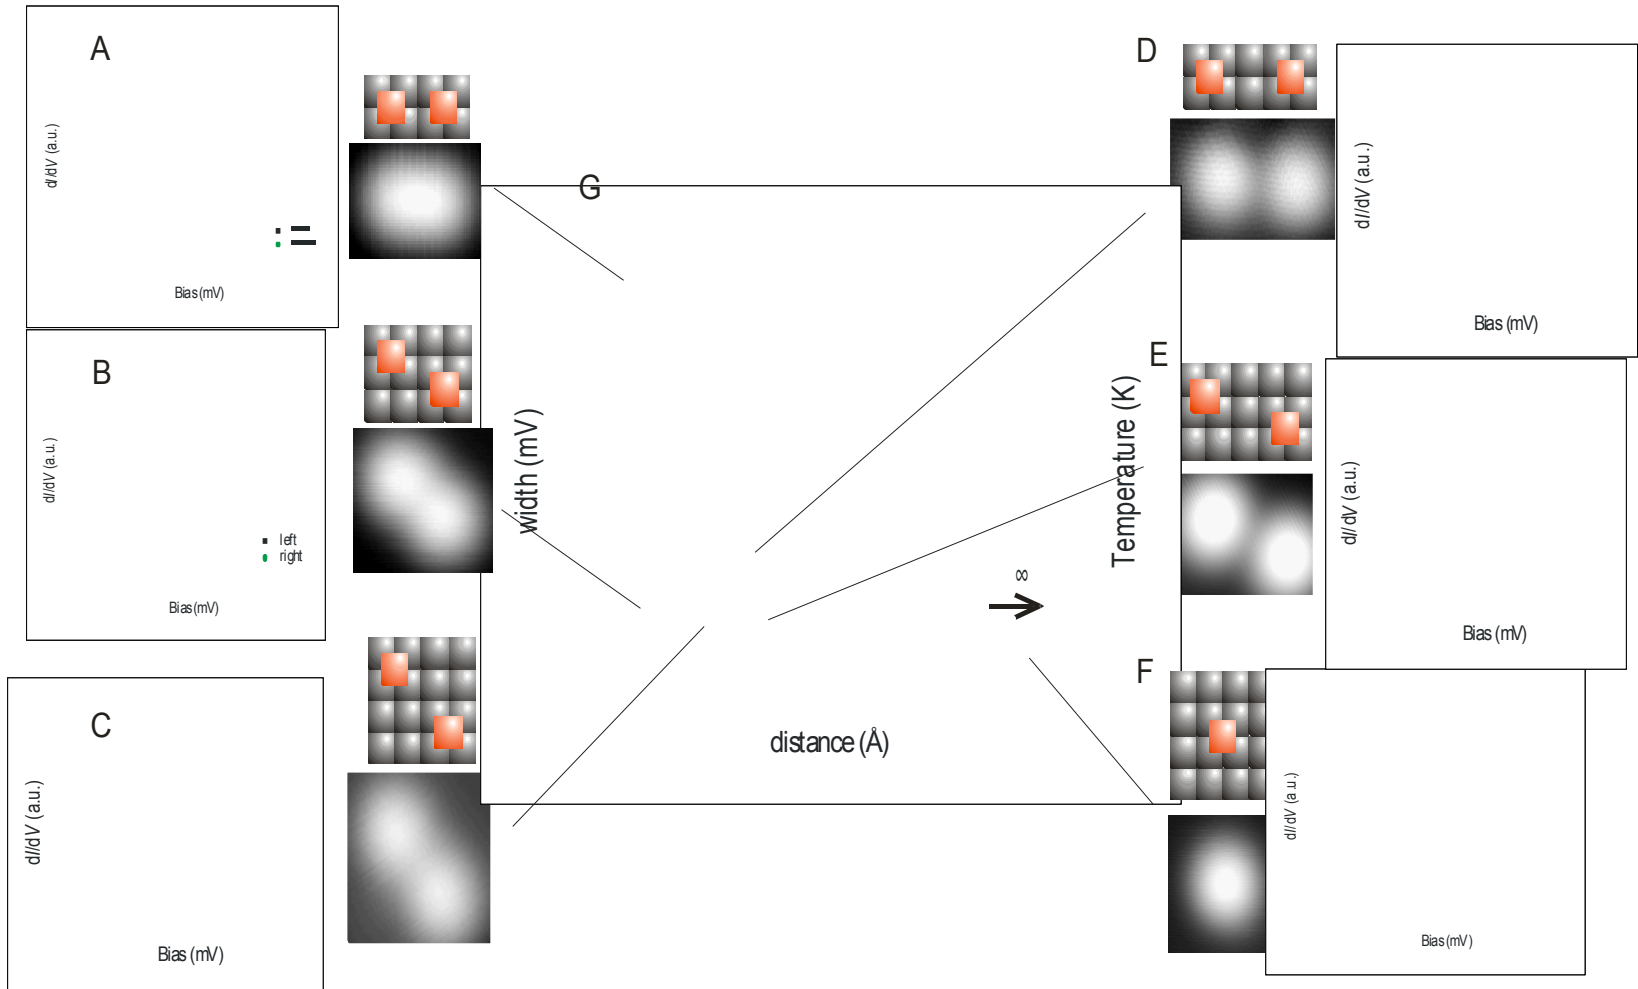 A
dI/dV (a.u.)
Bias (mV)
B
dI/dV (a.u.)
left
right
Bias (mV)
C
dI/dV (a.u.)
Bias (mV)
G
width (mV)
Temperature (K)
∞
distance (Å)
D
dI/dV (a.u.)
Bias (mV)
E
dI/dV (a.u.)
Bias (mV)
F
dI/dV (a.u.)
Bias (mV)